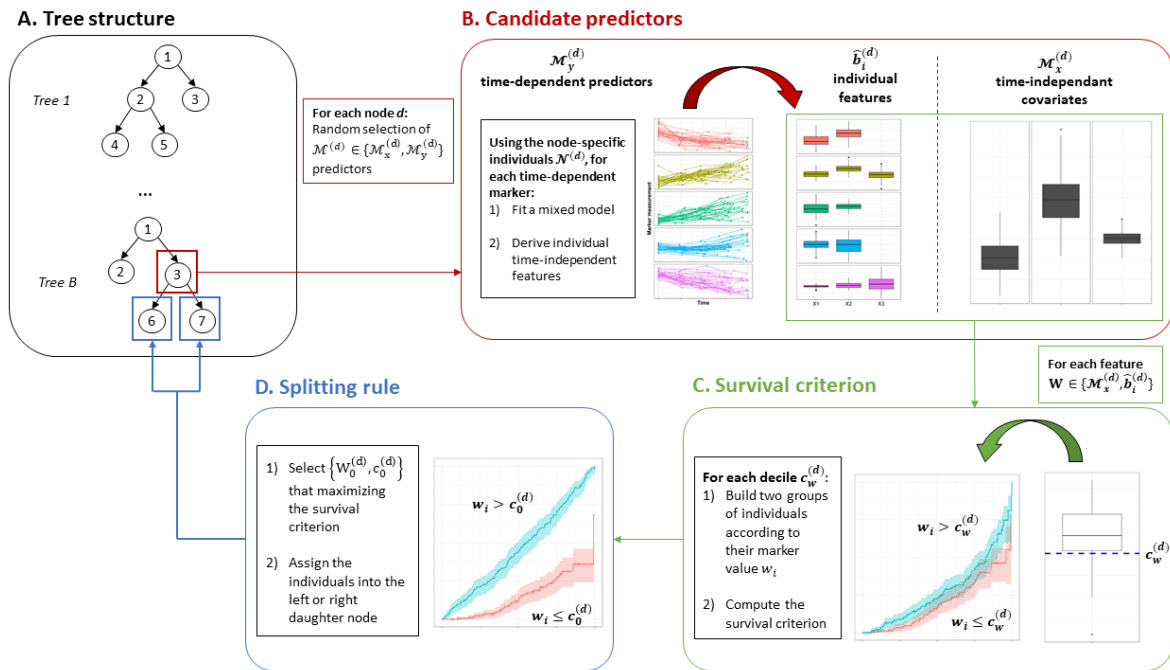 A. Tree structure
Tree 1
1
2
3
4
5
...
Tree B
1
2
3
6
7
For each node d:
Random selection of
ℳ^(d) ∈ {ℳ_x^(d), ℳ_y^(d)}
predictors
B. Candidate predictors
ℳ_y^(d)
time-dependent predictors
Using the node-specific
individuals 𝒩^(d), for
each time-dependent
marker:
1) Fit a mixed model
2) Derive individual
time-independent
features
Marker measurement
Time
b̂_i^(d)
individual
features
X1 X2 X3
ℳ_x^(d)
time-independant
covariates
For each feature
W ∈ {ℳ_x^(d), b̂_i^(d)}
C. Survival criterion
For each decile c_w^(d):
1) Build two groups
of individuals
according to
their marker
value w_i
2) Compute the
survival criterion
w_i > c_w^(d)
w_i ≤ c_w^(d)
c_w^(d)
D. Splitting rule
1) Select {W_0^(d), c_0^(d)}
that maximizing
the survival
criterion
2) Assign the
individuals into the
left or right
daughter node
w_i > c_0^(d)
w_i ≤ c_0^(d)